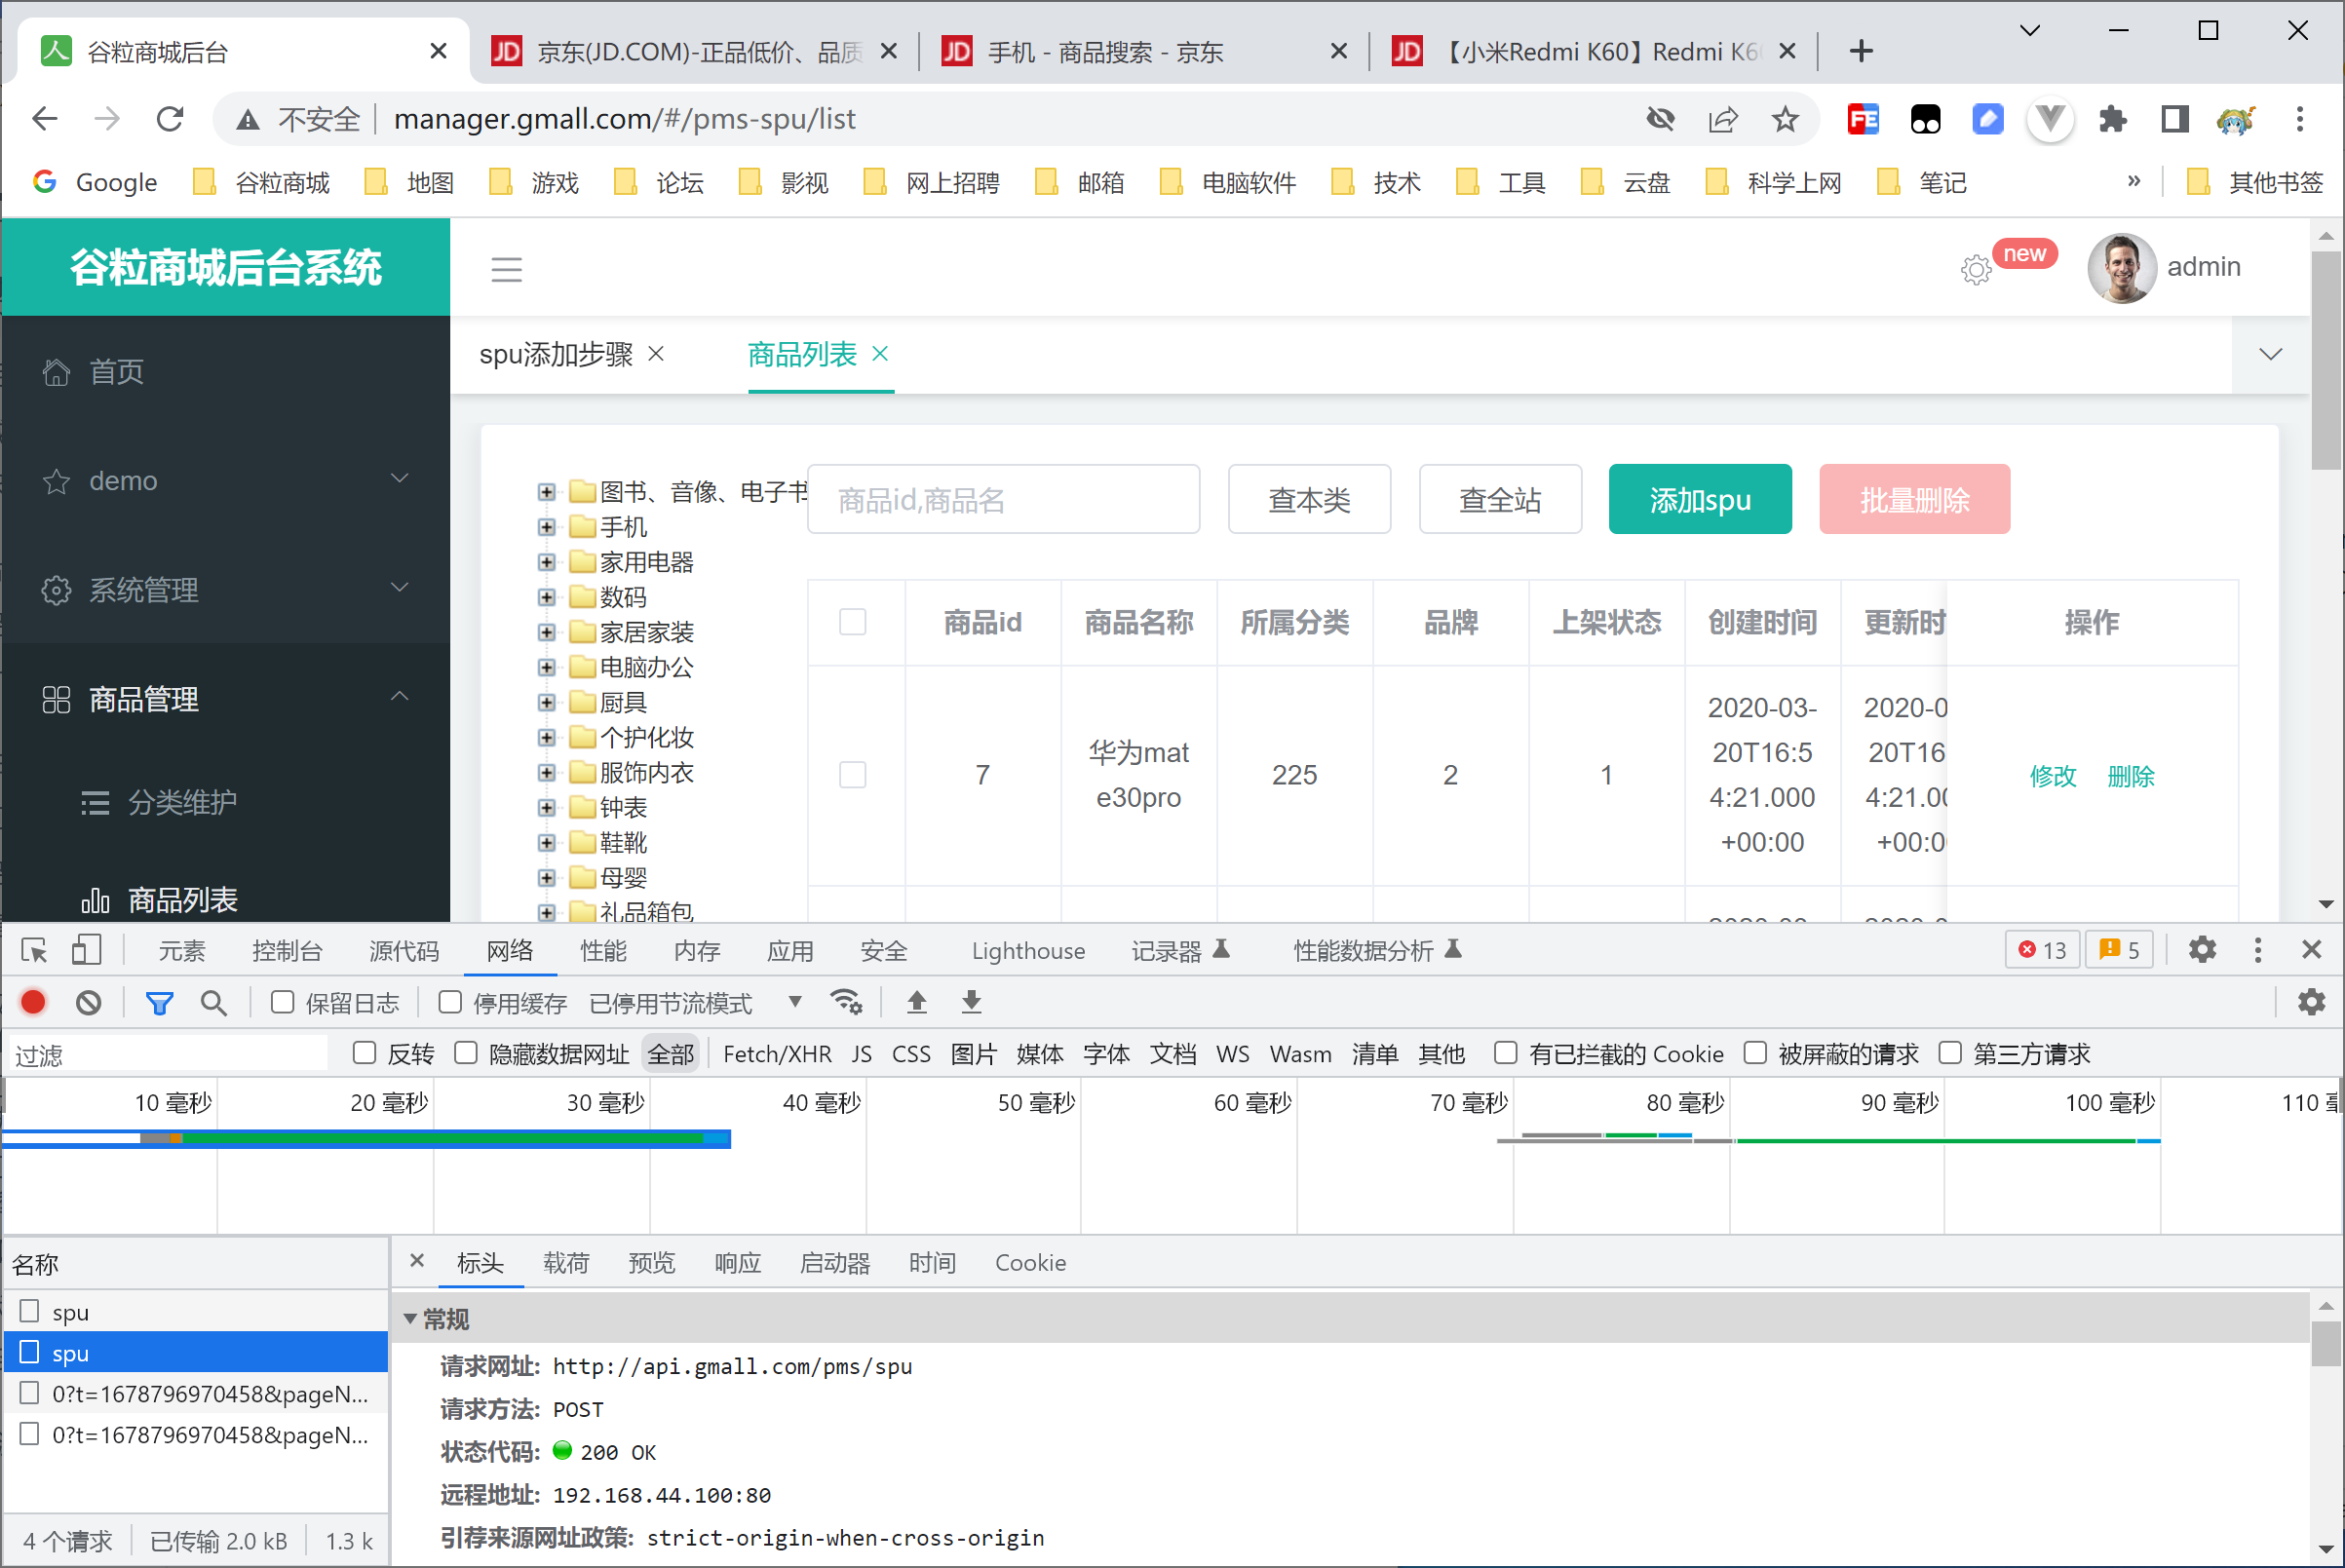 谷粒商城后台
京东(JD.COM)-正品低价、品质
手机 - 商品搜索 - 京东
【小米Redmi K60】Redmi K60
不安全
manager.gmall.com/#/pms-spu/list
Google
谷粒商城
地图
游戏
论坛
影视
网上招聘
邮箱
电脑软件
技术
工具
云盘
科学上网
笔记
»
其他书签
谷粒商城后台系统
new
admin
首页
demo
系统管理
商品管理
分类维护
商品列表
spu添加步骤
商品列表
图书、音像、电子书
手机
家用电器
数码
家居家装
电脑办公
厨具
个护化妆
服饰内衣
钟表
鞋靴
母婴
礼品箱包
商品id,商品名
查本类
查全站
添加spu
批量删除
商品id
商品名称
所属分类
品牌
上架状态
创建时间
更新时
操作
7
华为mat
e30pro
225
2
1
2020-03-
20T16:5
4:21.000
+00:00
2020-0
20T16
4:21.00
+00:00
修改
删除
元素
控制台
源代码
网络
性能
内存
应用
安全
Lighthouse
记录器
性能数据分析
13
5
保留日志
停用缓存
已停用节流模式
过滤
反转
隐藏数据网址
全部
Fetch/XHR
JS
CSS
图片
媒体
字体
文档
WS
Wasm
清单
其他
有已拦截的 Cookie
被屏蔽的请求
第三方请求
10 毫秒
20 毫秒
30 毫秒
40 毫秒
50 毫秒
60 毫秒
70 毫秒
80 毫秒
90 毫秒
100 毫秒
110 毫
名称
spu
spu
0?t=1678796970458&pageN...
0?t=1678796970458&pageN...
4 个请求
已传输 2.0 kB
1.3 k
标头
载荷
预览
响应
启动器
时间
Cookie
常规
请求网址: http://api.gmall.com/pms/spu
请求方法: POST
状态代码: 200 OK
远程地址: 192.168.44.100:80
引荐来源网址政策: strict-origin-when-cross-origin